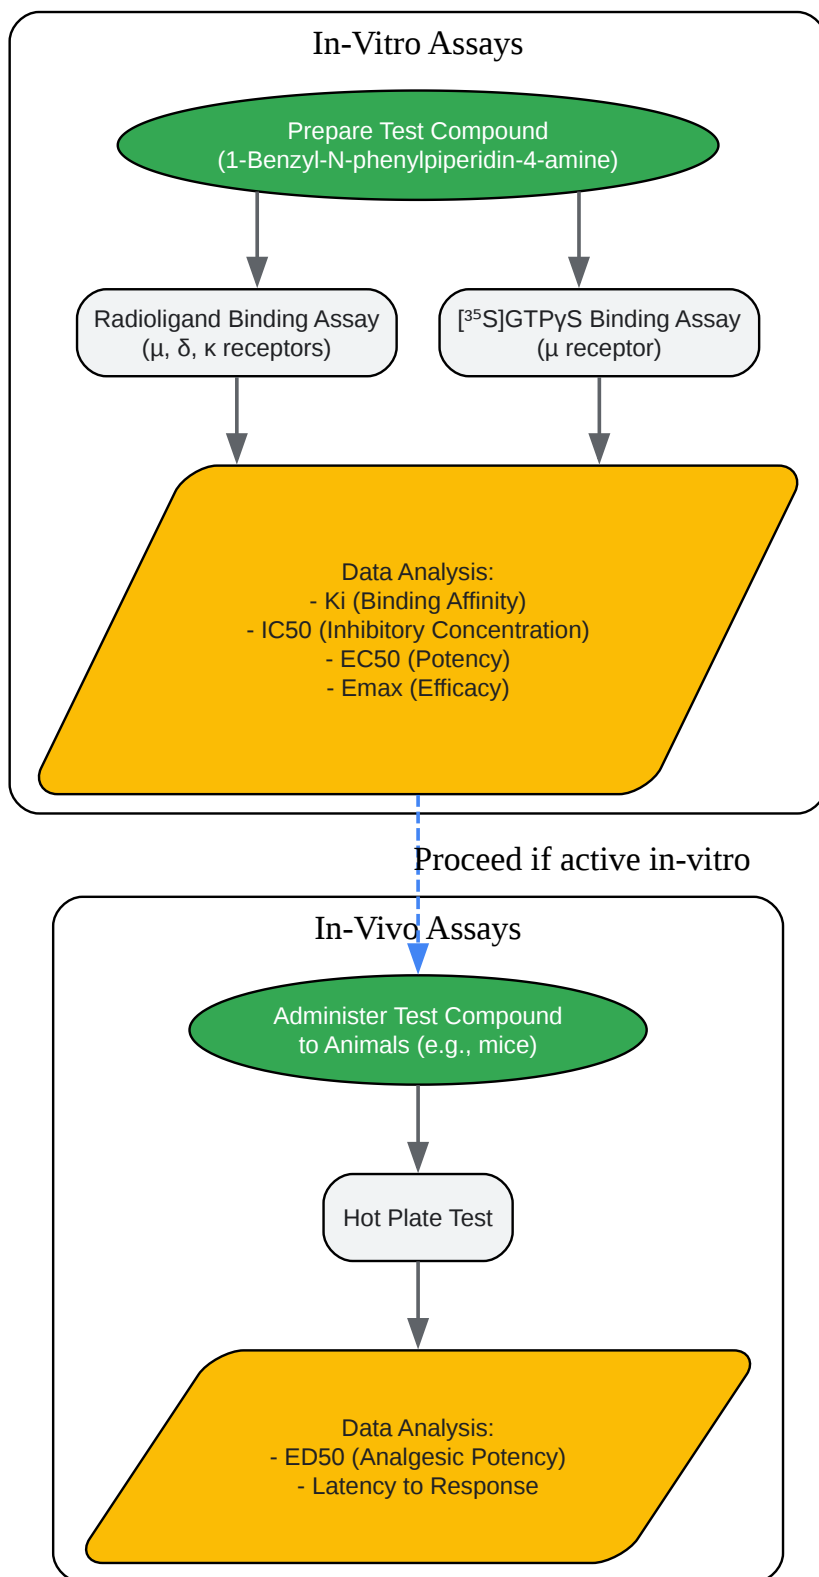 In-Vitro Assays
Prepare Test Compound
(1-Benzyl-N-phenylpiperidin-4-amine)
Radioligand Binding Assay
(μ, δ, κ receptors)
[³⁵S]GTPγS Binding Assay
(μ receptor)
Data Analysis:
- Ki (Binding Affinity)
- IC50 (Inhibitory Concentration)
- EC50 (Potency)
- Emax (Efficacy)
Proceed if active in-vitro
In-Vivo Assays
Administer Test Compound
to Animals (e.g., mice)
Hot Plate Test
Data Analysis:
- ED50 (Analgesic Potency)
- Latency to Response